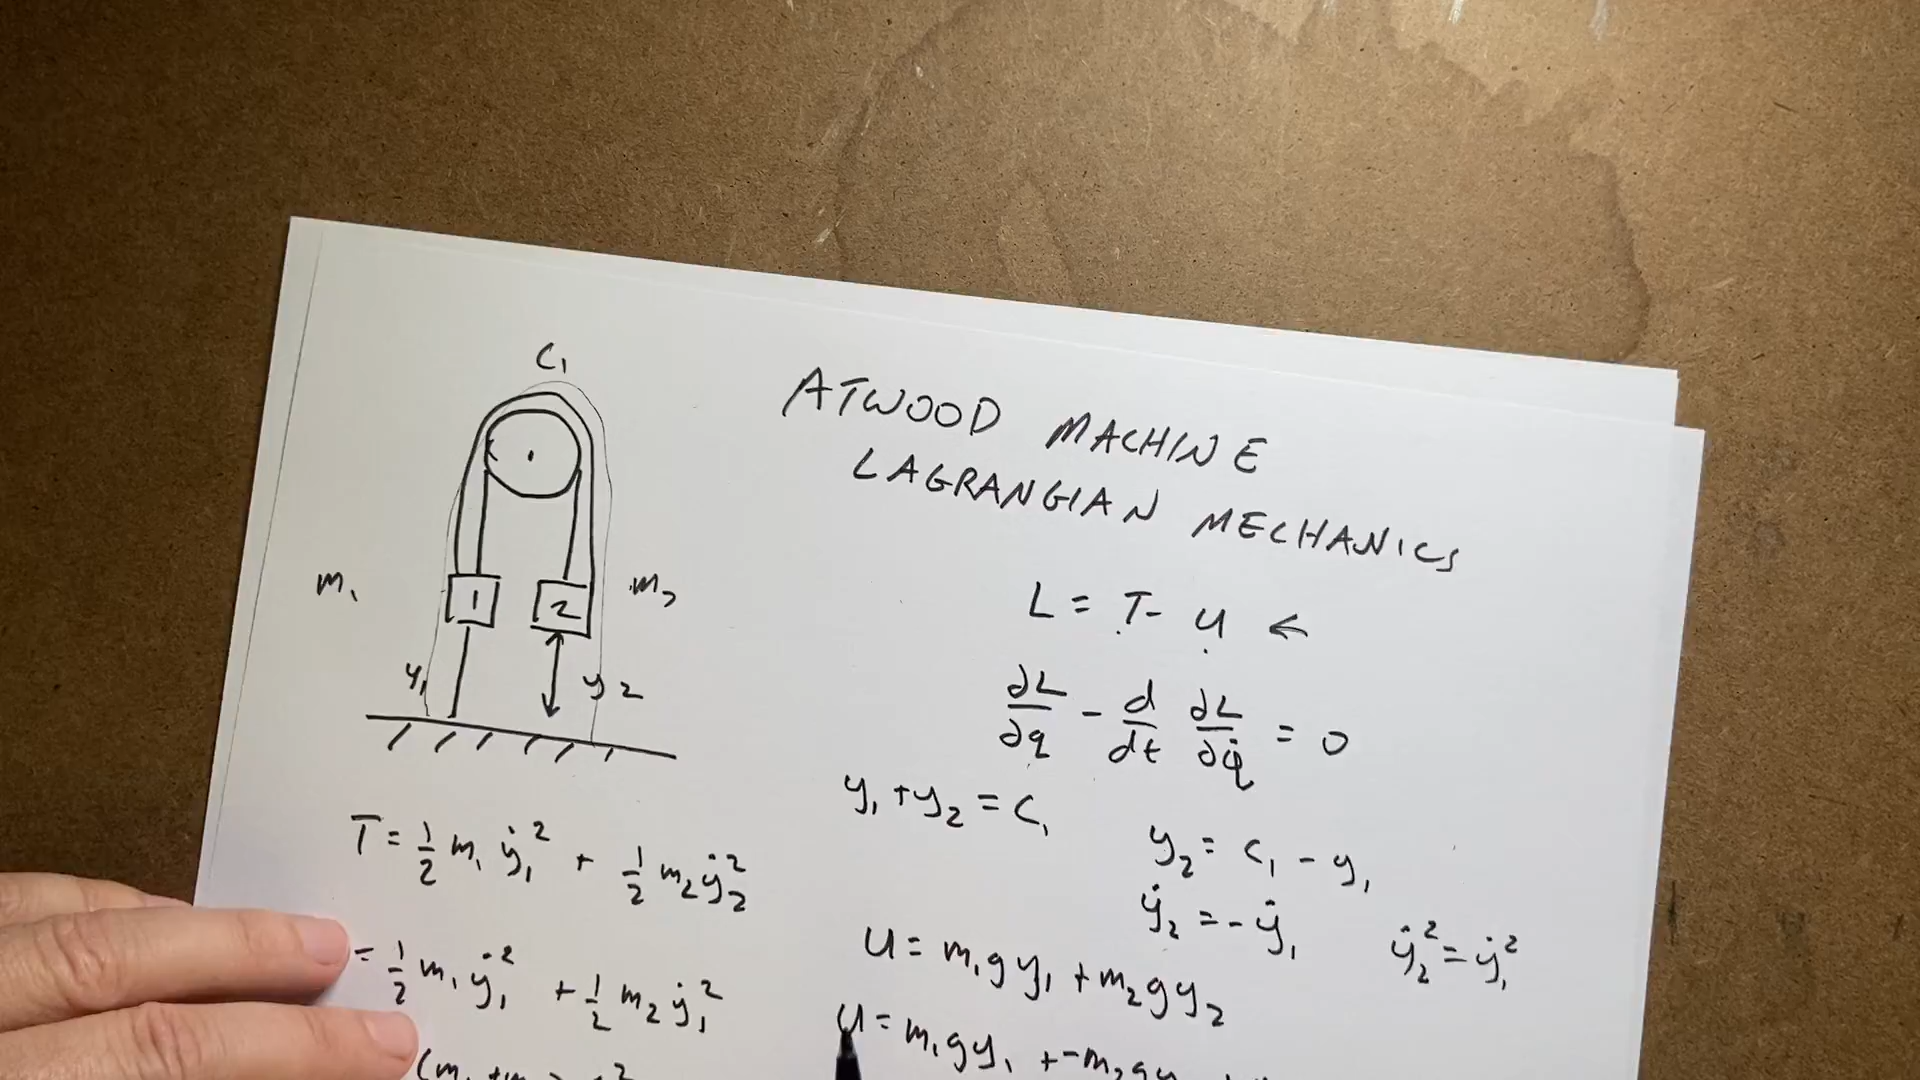 C₁
ATWOOD MACHINE
LAGRANGIAN MECHANICS
m₁ 1 2 m₂
y₁ y2
L = T - U ←
∂L/∂q - d/dt ∂L/∂q̇ = 0
y₁ + y₂ = C₁
y₂ = C₁ - y₁
ẏ₂ = -ẏ₁
ẏ₂² = ẏ₁²
T = 1/2 m₁ ẏ₁² + 1/2 m₂ ẏ₂²
= 1/2 m₁ ẏ₁² + 1/2 m₂ ẏ₁²
U = m₁gy₁ + m₂gy₂
U = m₁gy₁ + -m₂gy
(m₁ + m